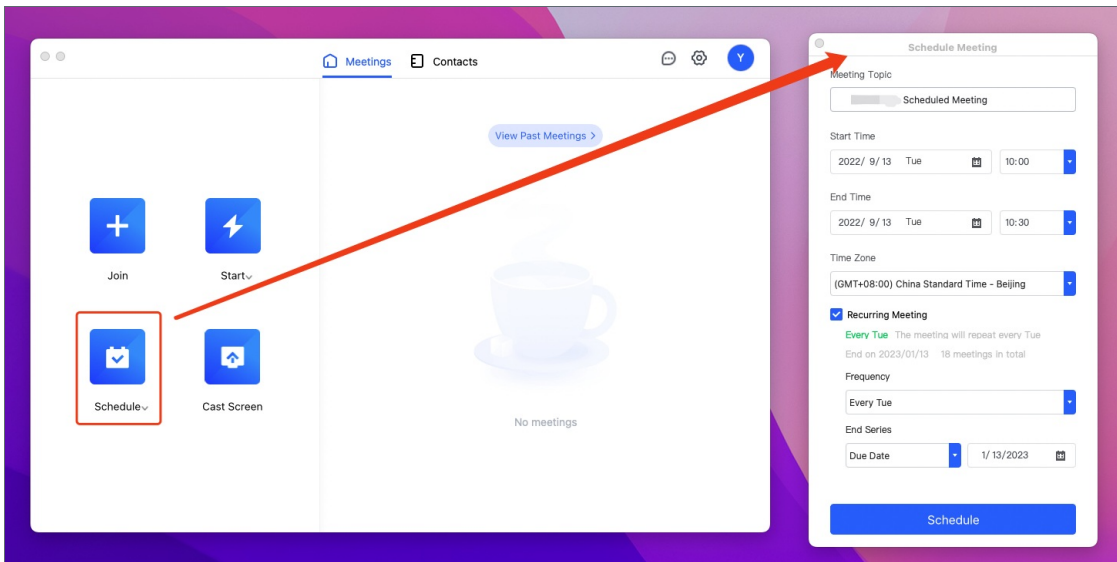 Meetings
Contacts
Y
View Past Meetings >
Join
Start
Schedule
Cast Screen
No meetings
Schedule Meeting
Meeting Topic
Scheduled Meeting
Start Time
2022/ 9/ 13 Tue 10:00
End Time
2022/ 9/ 13 Tue 10:30
Time Zone
(GMT+08:00) China Standard Time - Beijing
Recurring Meeting
Every Tue The meeting will repeat every Tue
End on 2023/01/13 18 meetings in total
Frequency
Every Tue
End Series
Due Date 1/ 13/2023
Schedule